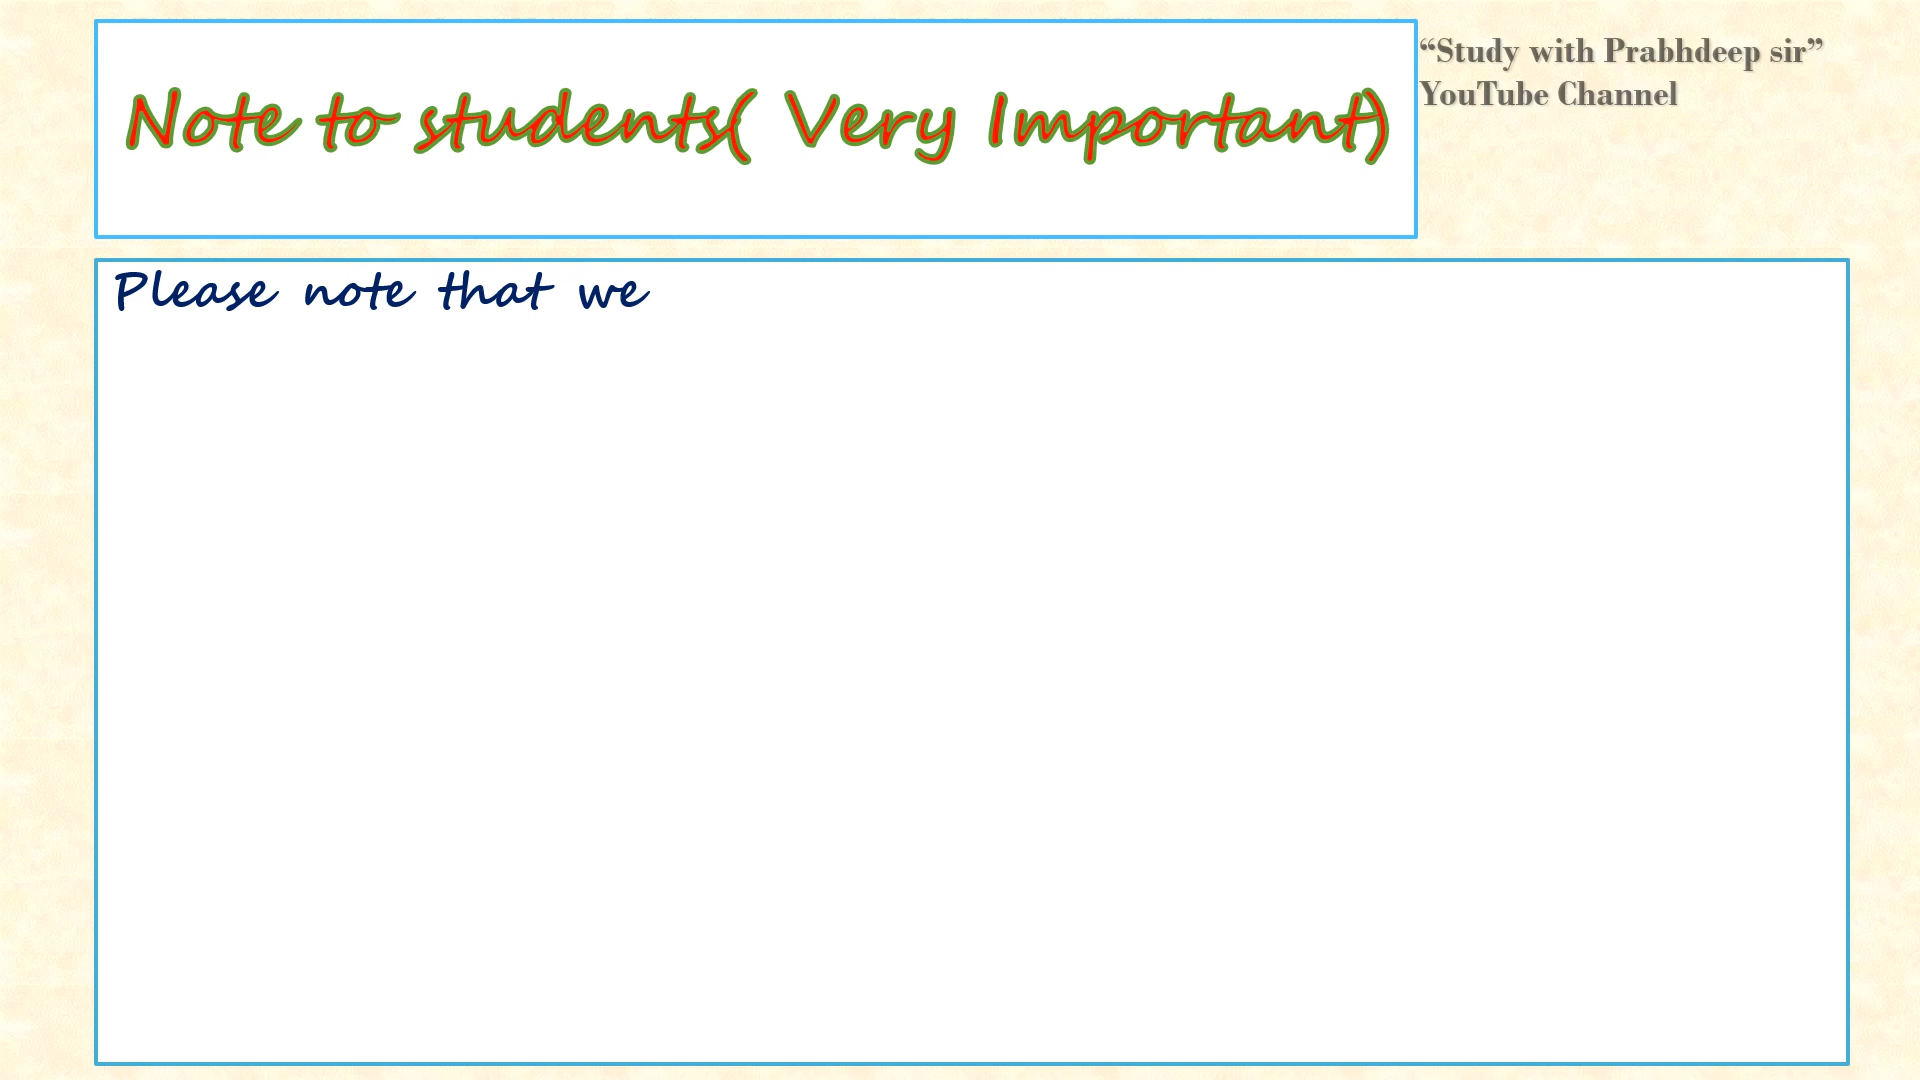 Note to students( Very Important)
“Study with Prabhdeep sir”
YouTube Channel
Please note that we